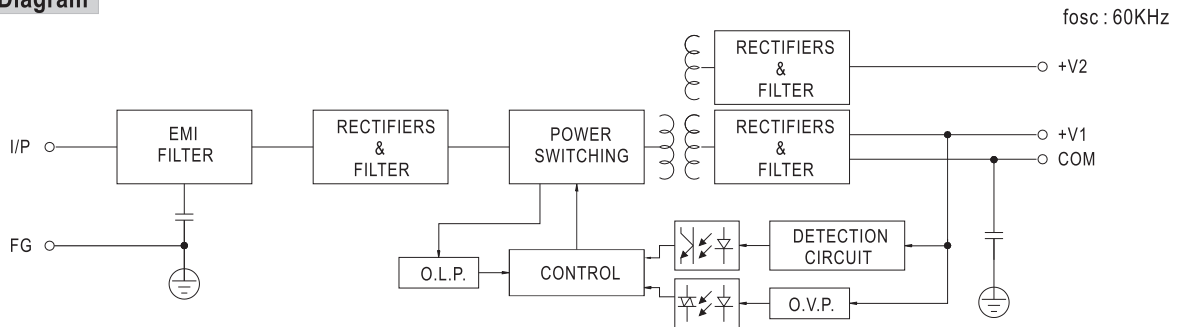 Diagram
fosc : 60KHz
RECTIFIERS
&
FILTER
+V2
I/P
EMI
FILTER
RECTIFIERS
&
FILTER
POWER
SWITCHING
RECTIFIERS
&
FILTER
+V1
COM
FG
O.L.P.
CONTROL
DETECTION
CIRCUIT
O.V.P.